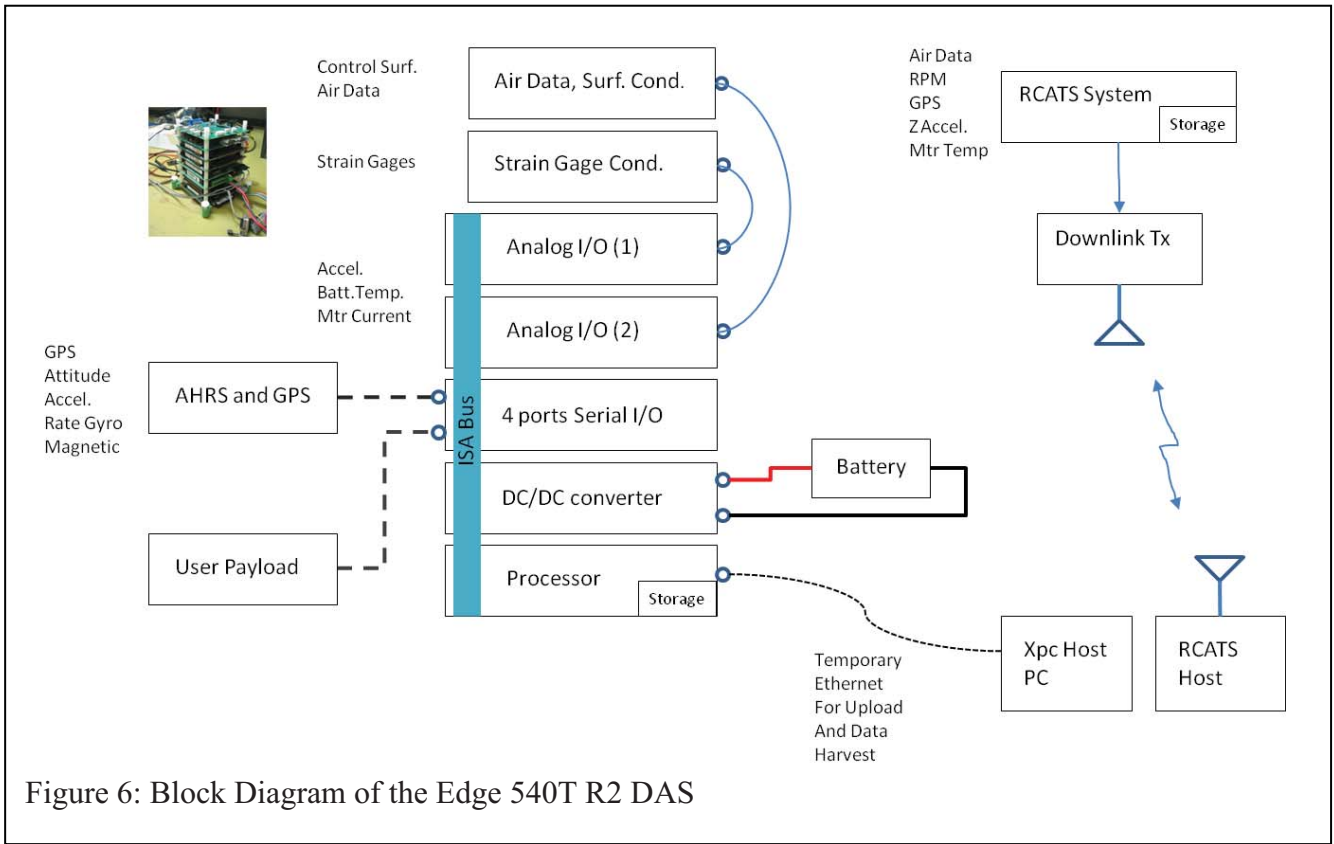 Control Surf.
Air Data
Air Data, Surf. Cond.
Strain Gages
Strain Gage Cond.
Analog I/O (1)
Accel.
Batt.Temp.
Mtr Current
Analog I/O (2)
GPS
Attitude
Accel.
Rate Gyro
Magnetic
AHRS and GPS
4 ports Serial I/O
ISA Bus
DC/DC converter
Battery
User Payload
Processor
Storage
Temporary
Ethernet
For Upload
And Data
Harvest
Air Data
RPM
GPS
Z Accel.
Mtr Temp
RCATS System
Storage
Downlink Tx
Xpc Host
PC
RCATS
Host
Figure 6: Block Diagram of the Edge 540T R2 DAS